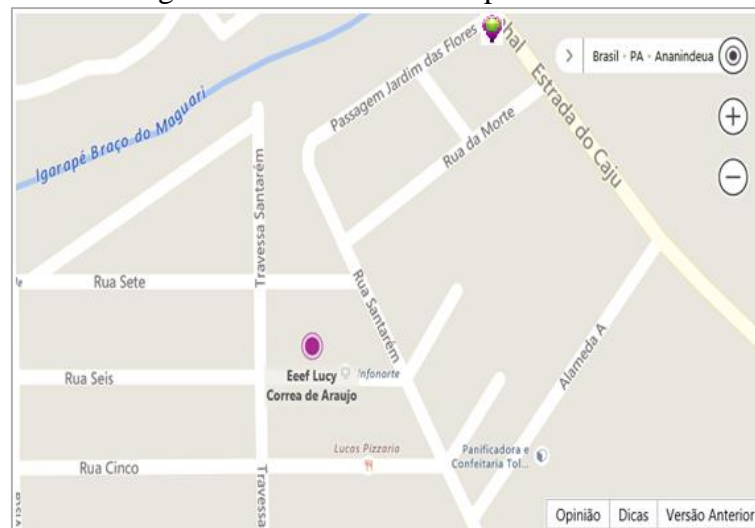 Passagem Jardim das Flores
Brasil - PA - Ananindeua
Estrada do Caju
Igarapé Braço do Maguari
Rua da Morte
Travessa Santarém
Rua Sete
Rua Santarém
Infonorte
Eeef Lucy
Correa de Araujo
Rua Seis
Alameda A
Lucas Pizzaria
Panificadora e
Confeitaria Tol...
Rua Cinco
Travessa
Opinião
Dicas
Versão Anterior